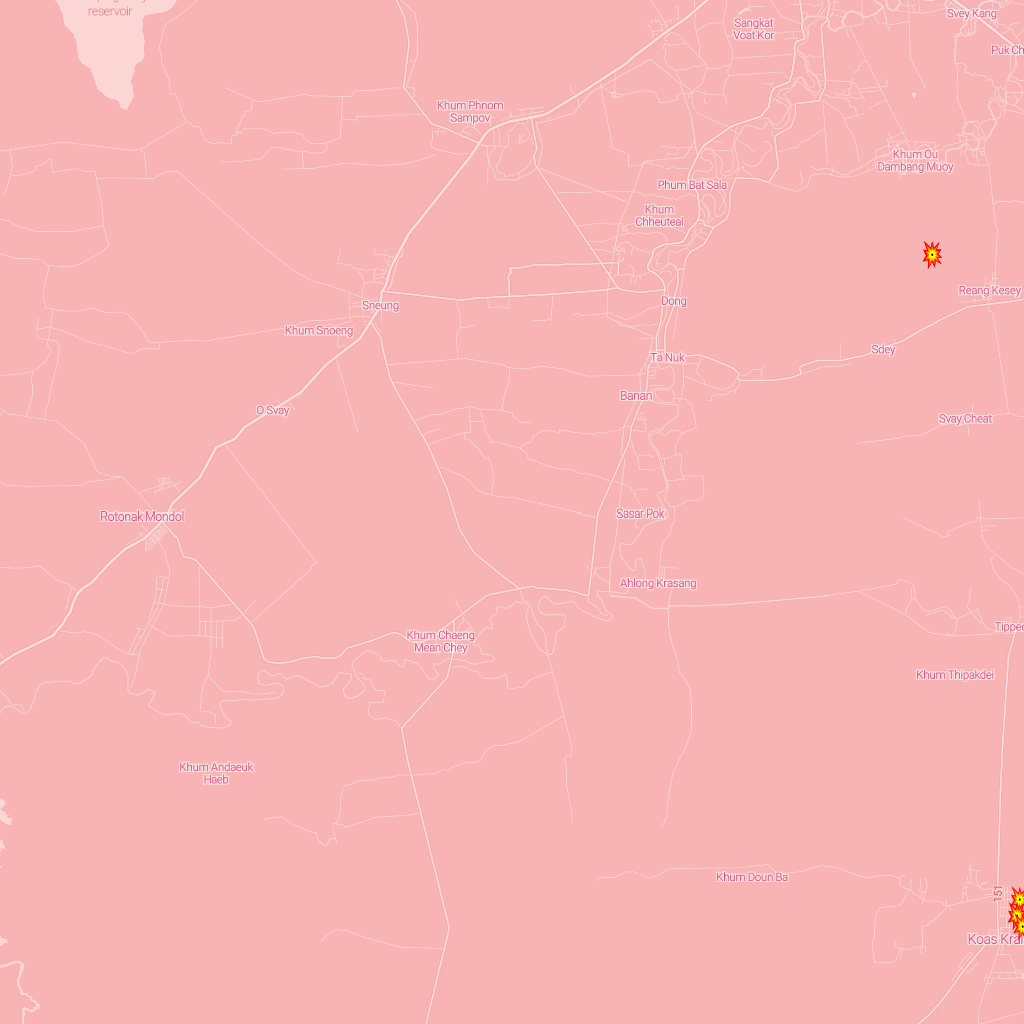 reservoir
Svey Kang
Sangkat
Voat Kor
Puk Ch
Khum Phnom
Sampov
Khum Ou
Dambang Muoy
Phum Bat Sala
Khum
Chheuteal
Reang Kesey
Dong
Sneung
Khum Snoeng
Sdey
Ta Nuk
Banan
O Svay
Svay Cheat
Sasar Pok
Rotonak Mondol
Ahlong Krasang
Tipped
Khum Chaeng
Mean Chey
Khum Thipakdei
Khum Andaeuk
Haeb
Khum Doun Ba
151
Koas Kra